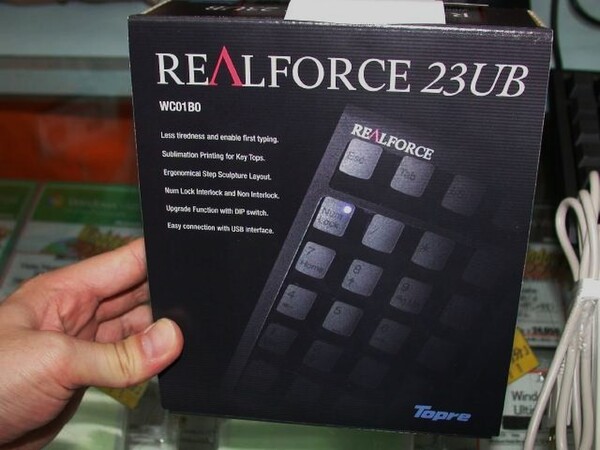 REALFORCE 23UB
WC01B0
Less tiredness and enable first typing.
Sublimation Printing for Key Tops.
Ergonomical Step Sculpture Layout.
Num Lock Interlock and Non Interlock.
Upgrade Function with DIP switch.
Easy connection with USB interface.
REALFORCE
Esc
Tab
Num
Lock
/
*
7
Home
8
↑
9
4
5
Topre